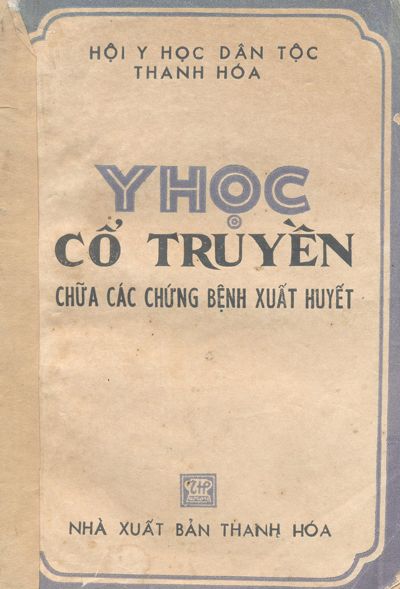 HỘI Y HỌC DÂN TỘC
THANH HÓA
Y HỌC
CỔ TRUYỀN
CHỮA CÁC CHỨNG BỆNH XUẤT HUYẾT
NHÀ XUẤT BẢN THANH HÓA